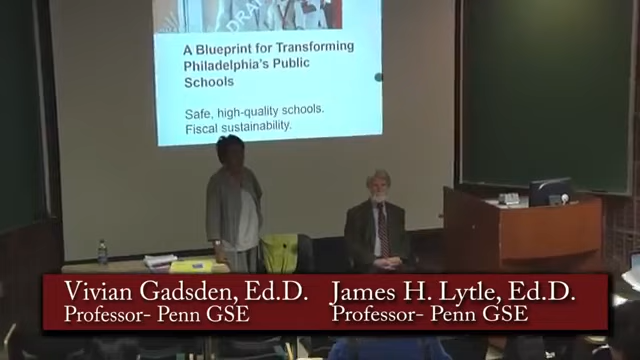 DRAFT
A Blueprint for Transforming
Philadelphia's Public
Schools
Safe, high-quality schools.
Fiscal sustainability.
Vivian Gadsden, Ed.D.
Professor- Penn GSE
James H. Lytle, Ed.D.
Professor- Penn GSE